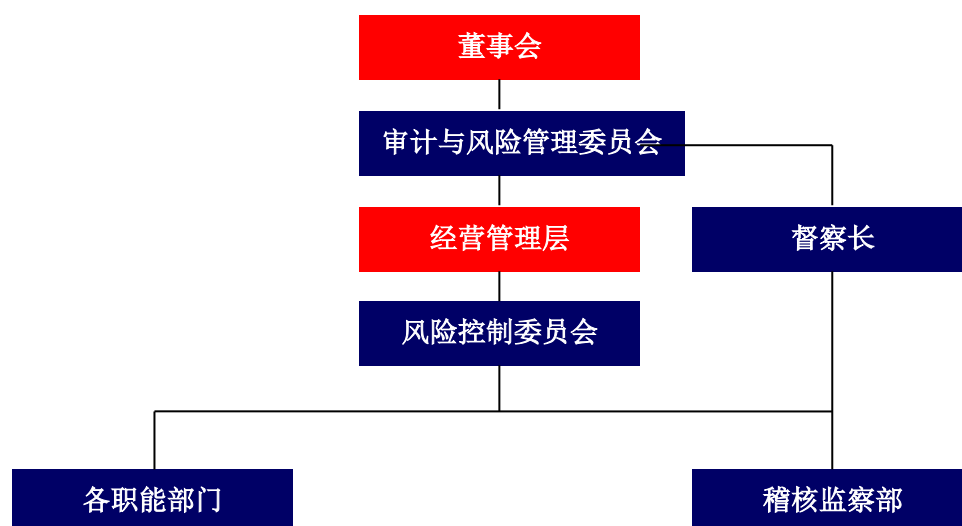 董事会
审计与风险管理委员会
经营管理层
督察长
风险控制委员会
各职能部门
稽核监察部